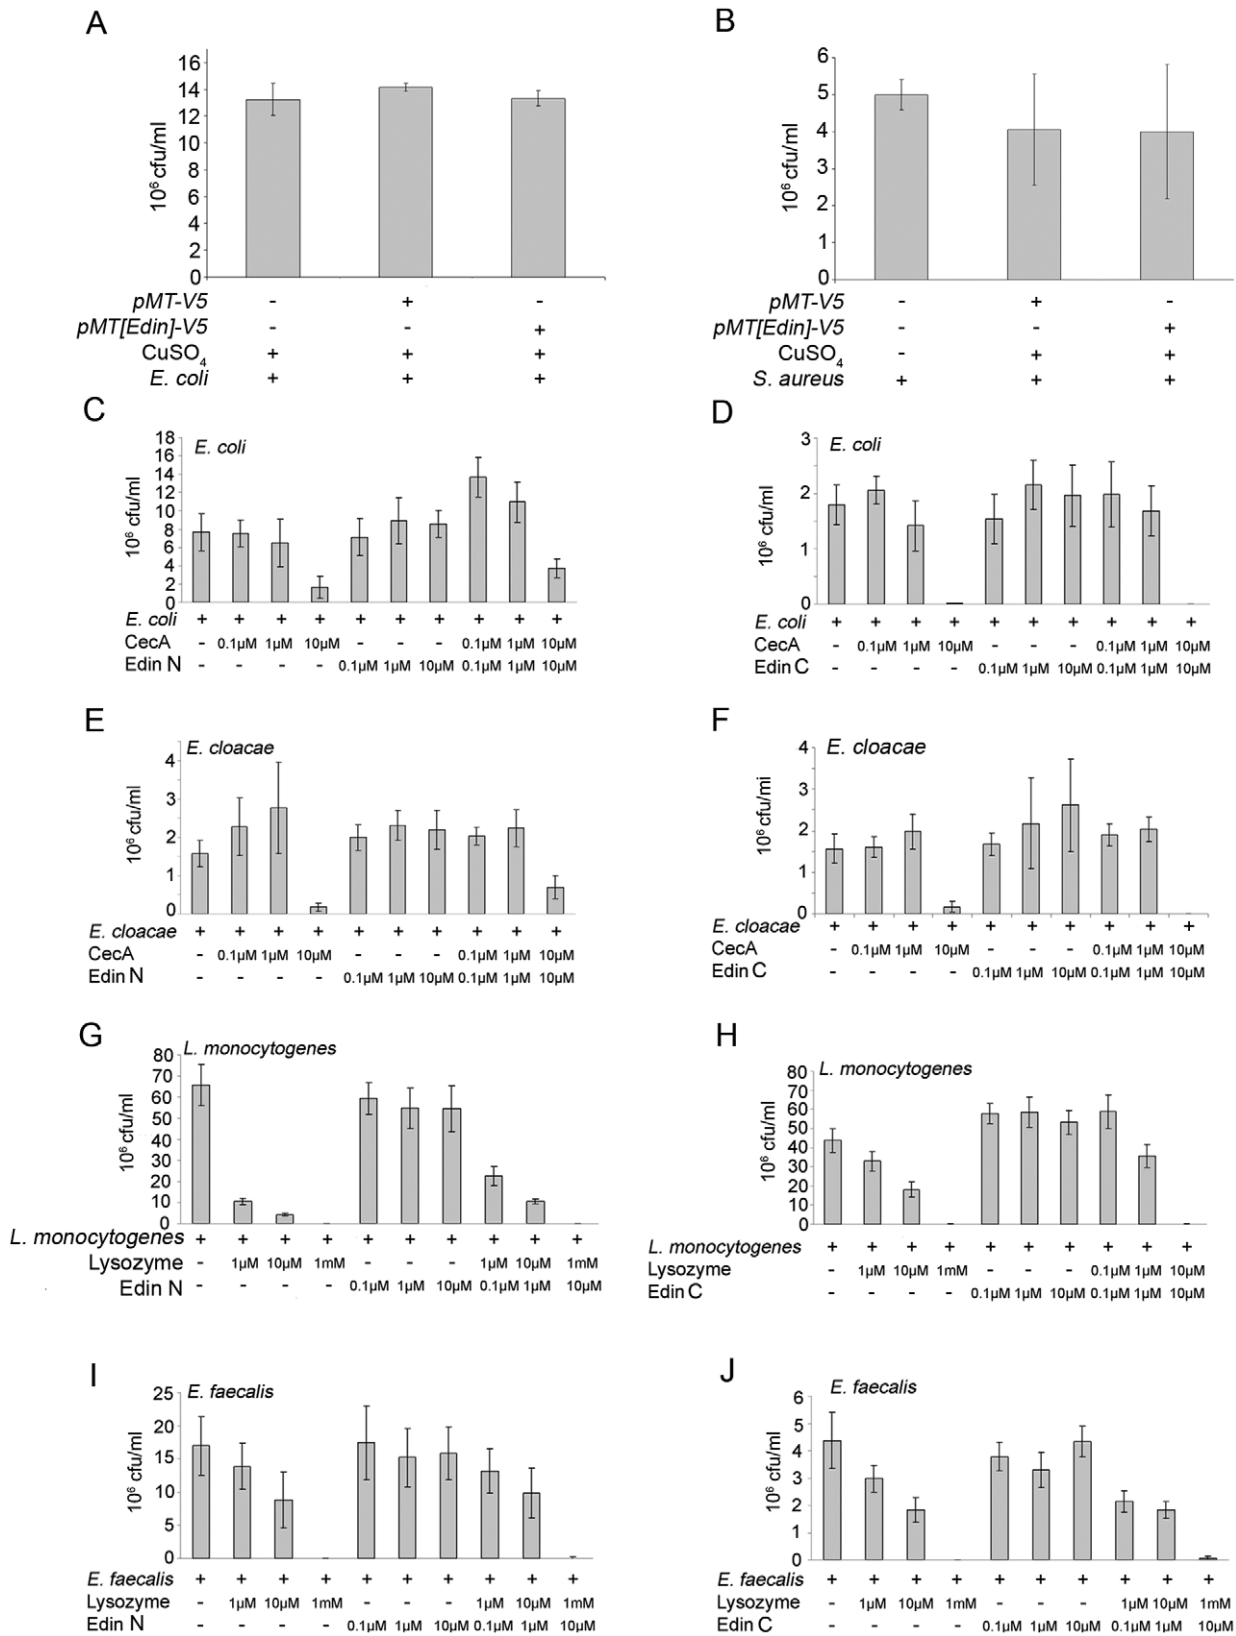 A
16
14
12
10
8
6
4
2
0
10⁶ cfu/ml
pMT-V5 - + -
pMT[Edin]-V5 - - +
CuSO₄ + + +
E. coli + + +
B
6
5
4
3
2
1
0
10⁶ cfu/ml
pMT-V5 - + -
pMT[Edin]-V5 - - +
CuSO₄ - + +
S. aureus + + +
C
E. coli
18
16
14
12
10
8
6
4
2
0
10⁶ cfu/ml
E. coli + + + + + + + + + +
CecA - 0.1µM 1µM 10µM - - - 0.1µM 1µM 10µM
Edin N - - - - 0.1µM 1µM 10µM 0.1µM 1µM 10µM
D
E. coli
3
2
1
0
10⁶ cfu/ml
E. coli + + + + + + + + + +
CecA - 0.1µM 1µM 10µM - - - 0.1µM 1µM 10µM
Edin C - - - - 0.1µM 1µM 10µM 0.1µM 1µM 10µM
E
E. cloacae
4
3
2
1
0
10⁶ cfu/ml
E. cloacae + + + + + + + + + +
CecA - 0.1µM 1µM 10µM - - - 0.1µM 1µM 10µM
Edin N - - - - 0.1µM 1µM 10µM 0.1µM 1µM 10µM
F
E. cloacae
4
3
2
1
0
10⁶ cfu/mi
E. cloacae + + + + + + + + + +
CecA - 0.1µM 1µM 10µM - - - 0.1µM 1µM 10µM
Edin C - - - - 0.1µM 1µM 10µM 0.1µM 1µM 10µM
G
L. monocytogenes
80
70
60
50
40
30
20
10
0
10⁶ cfu/ml
L. monocytogenes + + + + + + + + + +
Lysozyme - 1µM 10µM 1mM - - - 1µM 10µM 1mM
Edin N - - - - 0.1µM 1µM 10µM 0.1µM 1µM 10µM
H
L. monocytogenes
80
70
60
50
40
30
20
10
0
10⁶ cfu/ml
L. monocytogenes + + + + + + + + + +
Lysozyme - 1µM 10µM 1mM - - - 0.1µM 1µM 10µM
Edin C - - - - 0.1µM 1µM 10µM 0.1µM 1µM 10µM
I
E. faecalis
25
20
15
10
5
0
10⁶ cfu/ml
E. faecalis + + + + + + + + + +
Lysozyme - 1µM 10µM 1mM - - - 1µM 10µM 1mM
Edin N - - - - 0.1µM 1µM 10µM 0.1µM 1µM 10µM
J
E. faecalis
6
5
4
3
2
1
0
10⁶ cfu/ml
E. faecalis + + + + + + + + + +
Lysozyme - 1µM 10µM 1mM - - - 1µM 10µM 1mM
Edin C - - - - 0.1µM 1µM 10µM 0.1µM 1µM 10µM